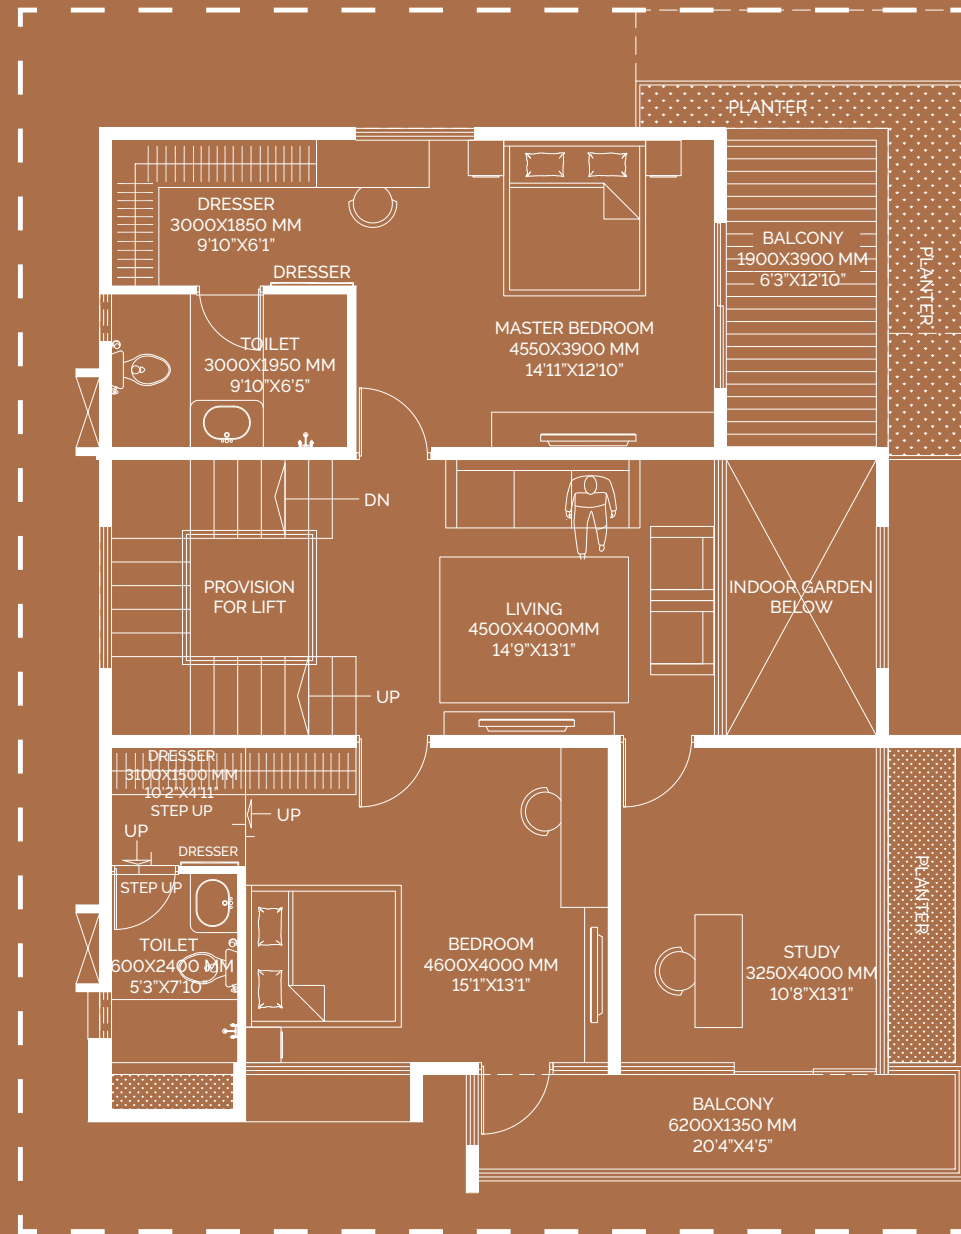 PLANTER
DRESSER
3000X1850 MM
9'10"X6'1"
DRESSER
BALCONY
1900X3900 MM
6'3"X12'10"
PLANTER
MASTER BEDROOM
4550X3900 MM
14'11"X12'10"
TOILET
3000X1950 MM
9'10"X6'5"
DN
PROVISION
FOR LIFT
LIVING
4500X4000MM
14'9"X13'1"
INDOOR GARDEN
BELOW
UP
DRESSER
3100X1500 MM
10'2"X4'11"
STEP UP
UP
UP
DRESSER
STEP UP
PLANTER
TOILET
600X2400 MM
5'3"X7'10"
BEDROOM
4600X4000 MM
15'1"X13'1"
STUDY
3250X4000 MM
10'8"X13'1"
BALCONY
6200X1350 MM
20'4"X4'5"